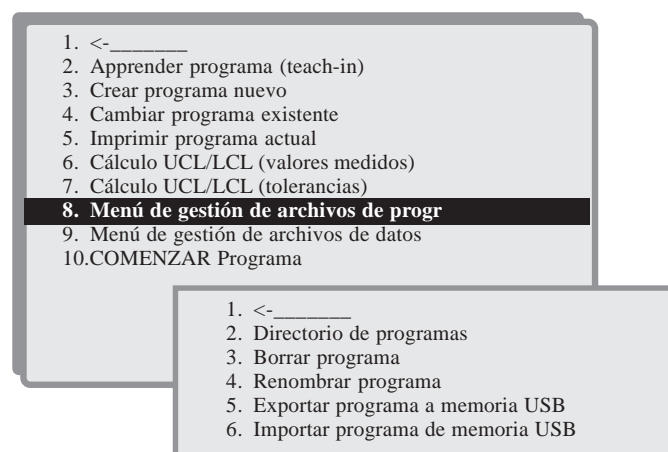 1. <-_______
2. Apprender programa (teach-in)
3. Crear programa nuevo
4. Cambiar programa existente
5. Imprimir programa actual
6. Cálculo UCL/LCL (valores medidos)
7. Cálculo UCL/LCL (tolerancias)
8. Menú de gestión de archivos de progr
9. Menú de gestión de archivos de datos
10.COMENZAR Programa
1. <-_______
2. Directorio de programas
3. Borrar programa
4. Renombrar programa
5. Exportar programa a memoria USB
6. Importar programa de memoria USB